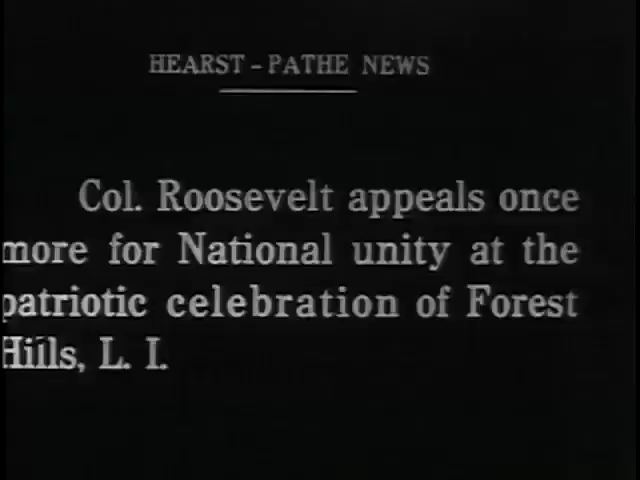 HEARST - PATHE NEWS
Col. Roosevelt appeals once
more for National unity at the
patriotic celebration of Forest
Hills, L. I.